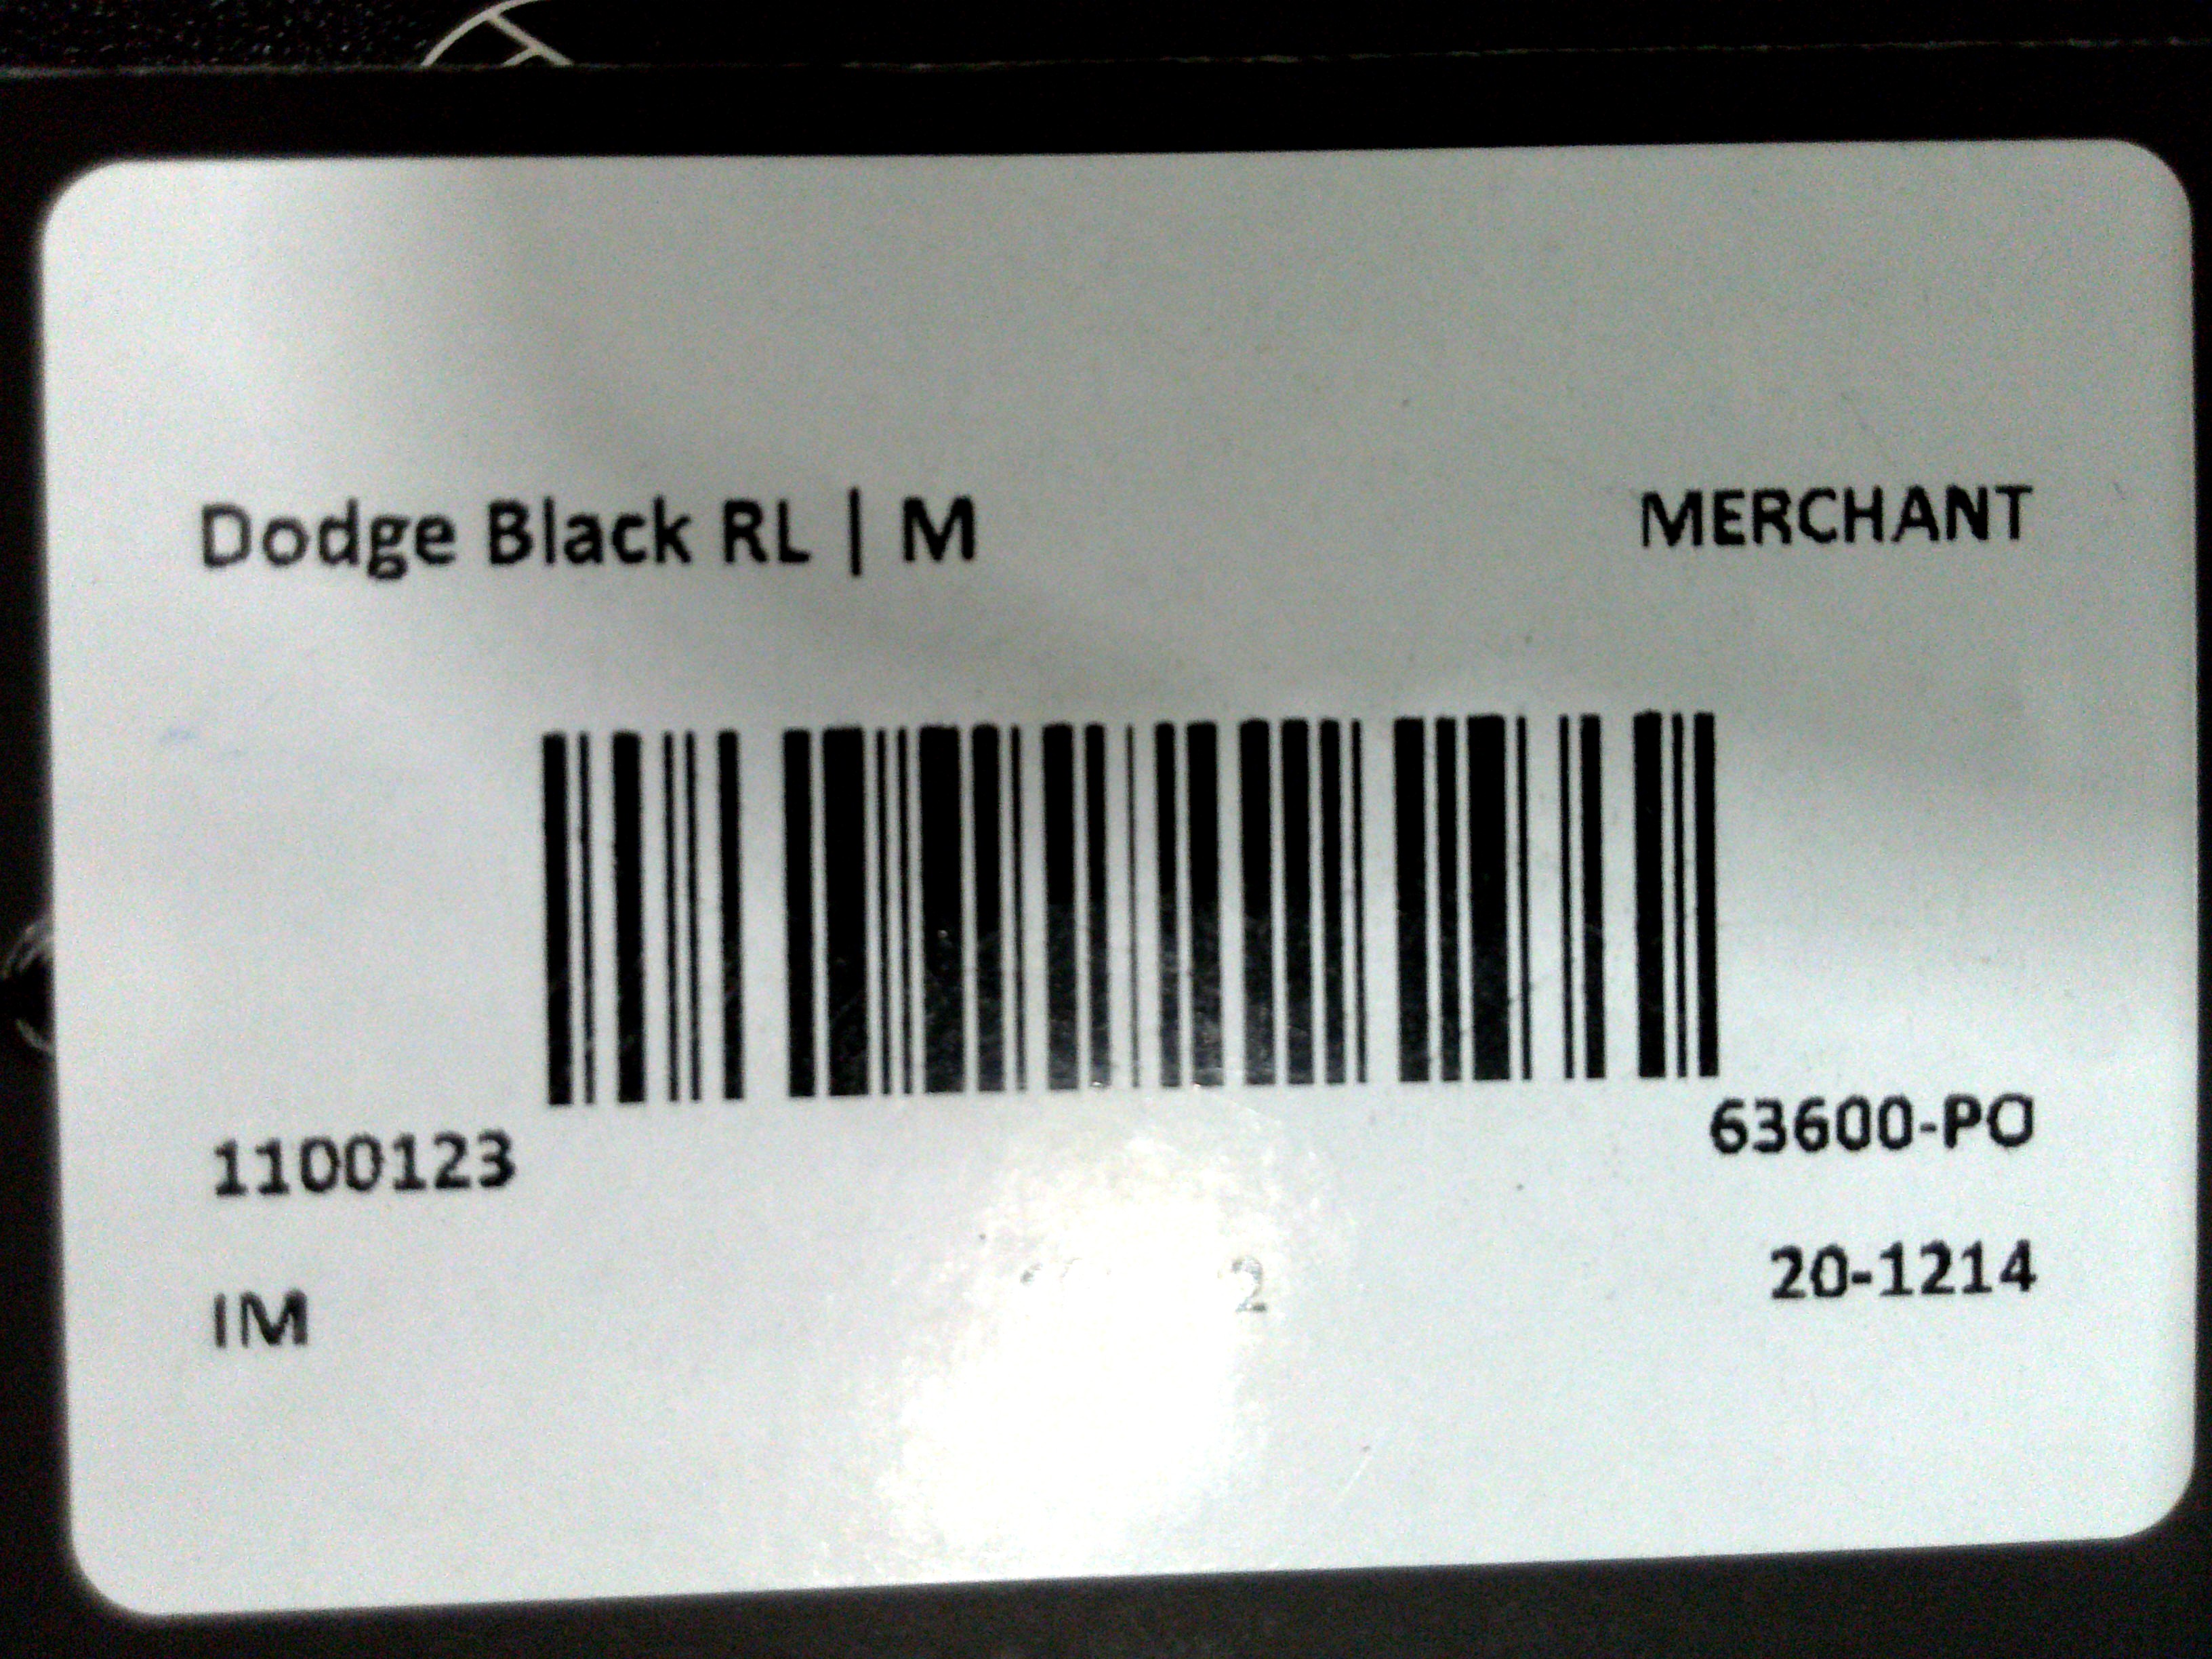 Dodge Black RL | M
MERCHANT
1100123
63600-PO
IM
20-1214